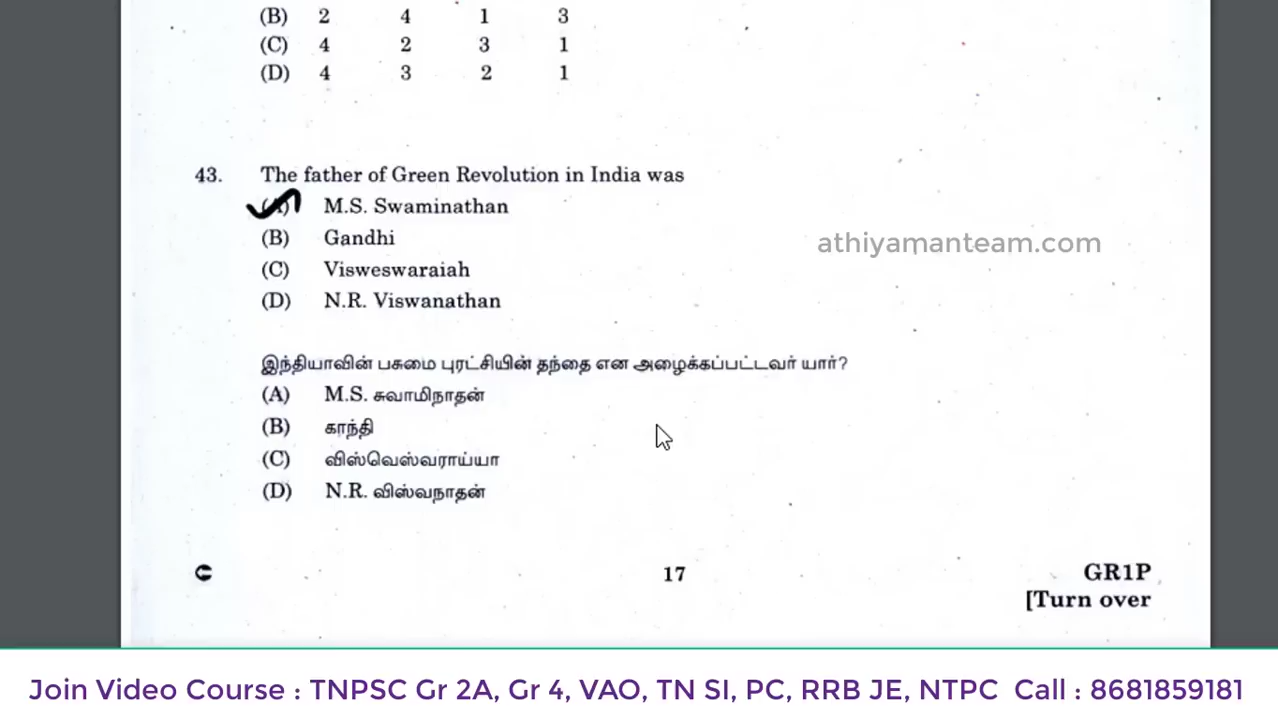 (B) 2 4 1 3
(C) 4 2 3 1
(D) 4 3 2 1
43. The father of Green Revolution in India was
(A) M.S. Swaminathan
(B) Gandhi
(C) Visweswaraiah
(D) N.R. Viswanathan
athiyamanteam.com
இந்தியாவின் பசுமை புரட்சியின் தந்தை என அழைக்கப்பட்டவர் யார்?
(A) M.S. சுவாமிநாதன்
(B) காந்தி
(C) விஸ்வெஸ்வராய்யா
(D) N.R. விஸ்வநாதன்
C 17 GR1P
[Turn over
Join Video Course : TNPSC Gr 2A, Gr 4, VAO, TN SI, PC, RRB JE, NTPC Call : 8681859181